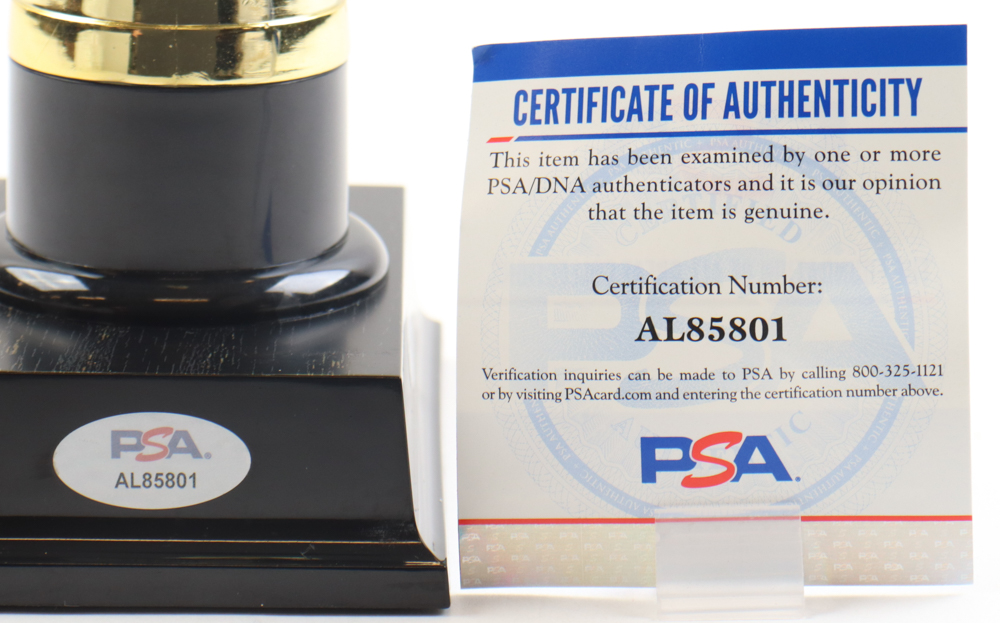 PSA.
AL85801
CERTIFICATE OF AUTHENTICITY
This item has been examined by one or more
PSA/DNA authenticators and it is our opinion
that the item is genuine.
Certification Number:
AL85801
Verification inquiries can be made to PSA by calling 800-325-1121
or by visiting PSAcard.com and entering the certification number above.
PSA.